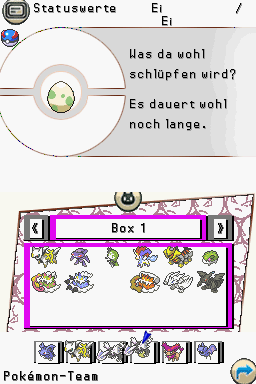 Statuswerte Ei /
Ei
Was da wohl
schlüpfen wird?
Es dauert wohl
noch lange.
Box 1
Pokémon-Team